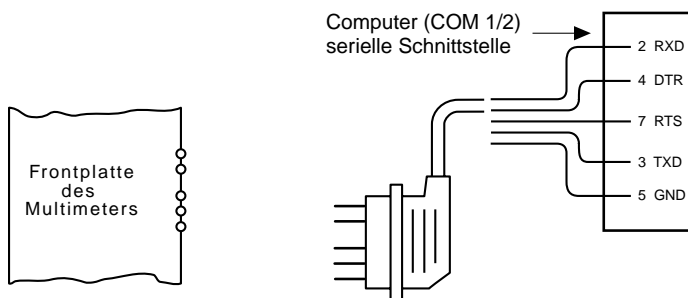 Computer (COM 1/2)
serielle Schnittstelle
2 RXD
4 DTR
7 RTS
3 TXD
5 GND
Frontplatte
des
Multimeters